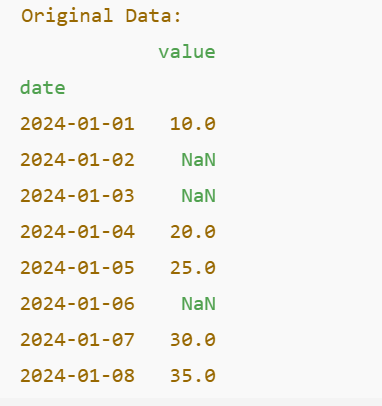 Original Data:
value
date
2024-01-01 10.0
2024-01-02 NaN
2024-01-03 NaN
2024-01-04 20.0
2024-01-05 25.0
2024-01-06 NaN
2024-01-07 30.0
2024-01-08 35.0